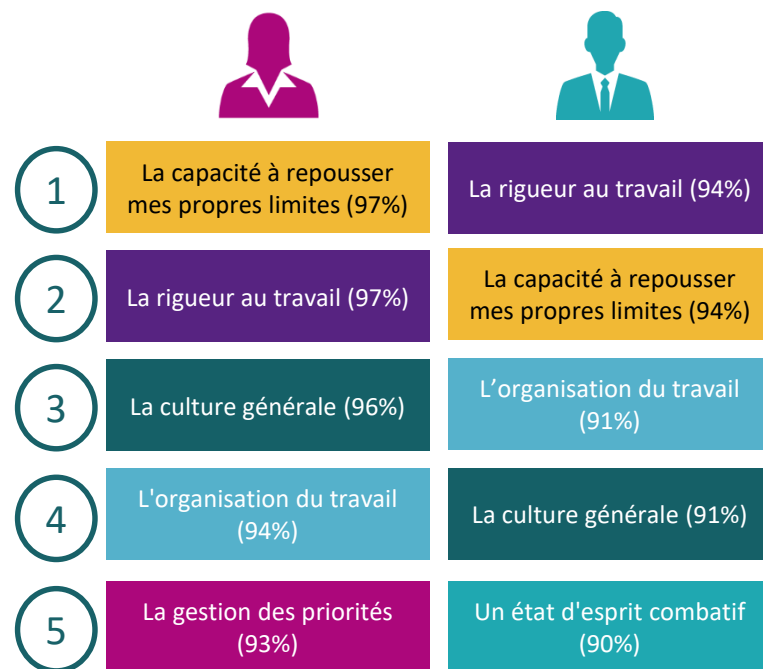 1
La capacité à repousser
mes propres limites (97%)
La rigueur au travail (94%)
2
La rigueur au travail (97%)
La capacité à repousser
mes propres limites (94%)
3
La culture générale (96%)
L’organisation du travail
(91%)
4
L'organisation du travail
(94%)
La culture générale (91%)
5
La gestion des priorités
(93%)
Un état d'esprit combatif
(90%)